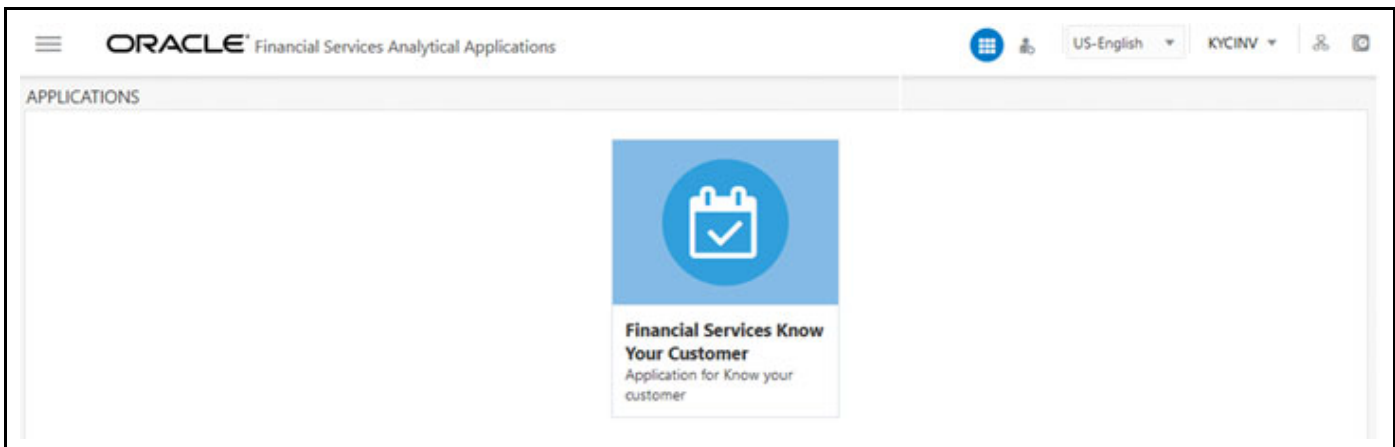 ORACLE® Financial Services Analytical Applications
US-English
KYCINV
APPLICATIONS
Financial Services Know
Your Customer
Application for Know your
customer